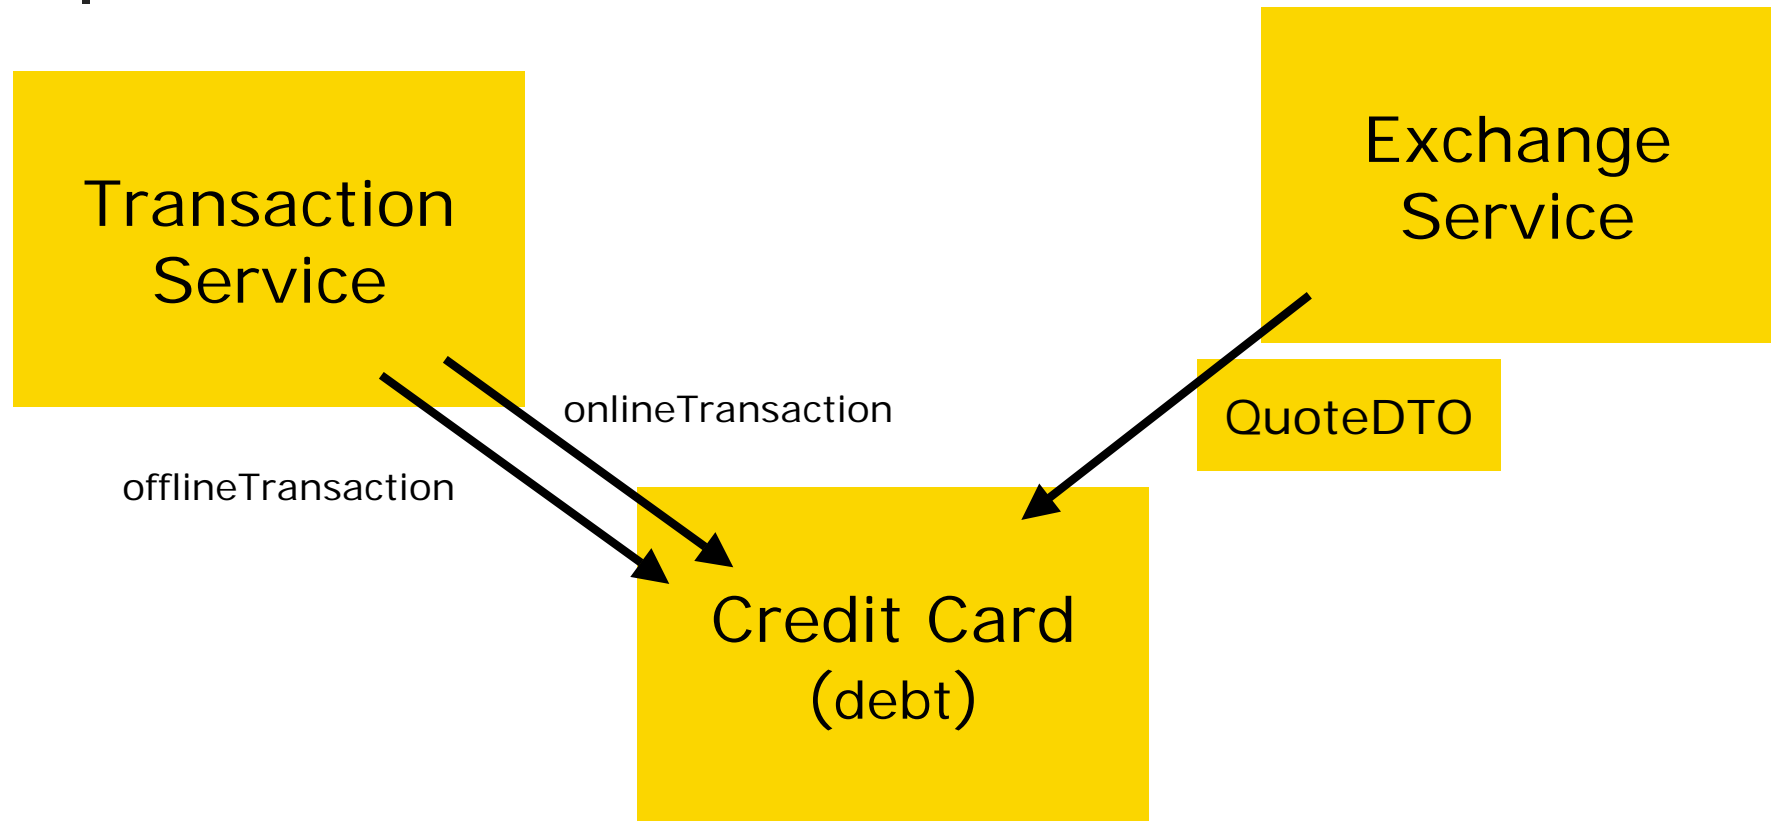 Transaction
Service
Exchange
Service
onlineTransaction
QuoteDTO
offlineTransaction
Credit Card
(debt)